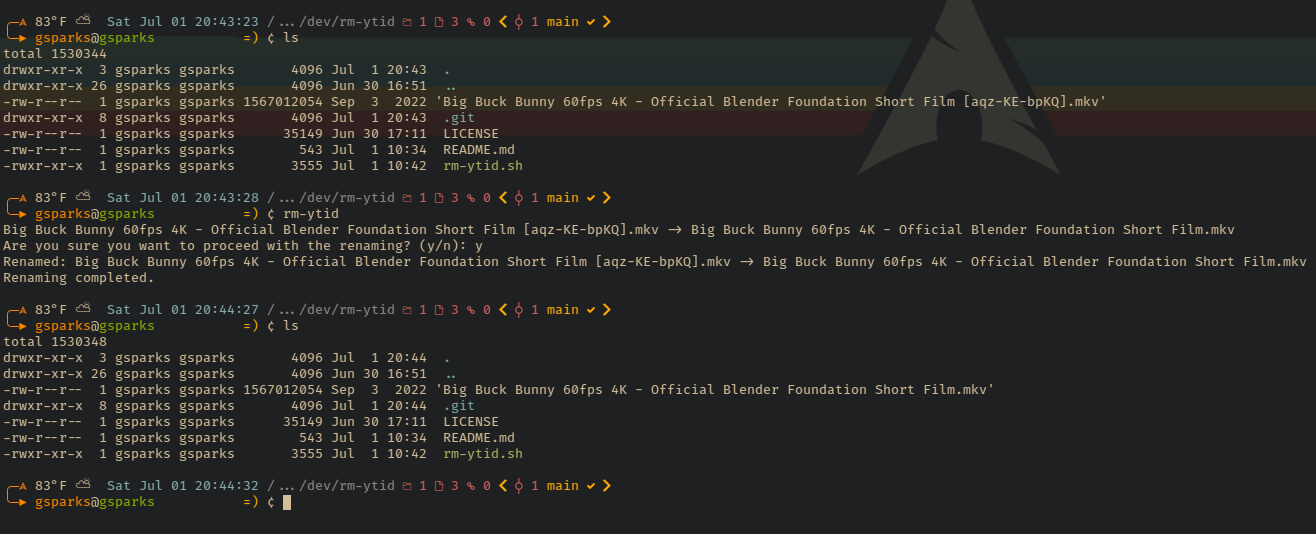 83°F Sat Jul 01 20:43:23 /…/dev/rm-ytid 1 3 % 0 1 main ✔
gsparks@gsparks =) ¢ ls
total 1530344
drwxr-xr-x 3 gsparks gsparks 4096 Jul 1 20:43 .
drwxr-xr-x 26 gsparks gsparks 4096 Jun 30 16:51 ..
-rw-r--r-- 1 gsparks gsparks 1567012054 Sep 3 2022 'Big Buck Bunny 60fps 4K - Official Blender Foundation Short Film [aqz-KE-bpKQ].mkv'
drwxr-xr-x 8 gsparks gsparks 4096 Jul 1 20:43 .git
-rw-r--r-- 1 gsparks gsparks 35149 Jun 30 17:11 LICENSE
-rw-r--r-- 1 gsparks gsparks 543 Jul 1 10:34 README.md
-rwxr-xr-x 1 gsparks gsparks 3555 Jul 1 10:42 rm-ytid.sh
83°F Sat Jul 01 20:43:28 /…/dev/rm-ytid 1 3 % 0 1 main ✔
gsparks@gsparks =) ¢ rm-ytid
Big Buck Bunny 60fps 4K - Official Blender Foundation Short Film [aqz-KE-bpKQ].mkv -> Big Buck Bunny 60fps 4K - Official Blender Foundation Short Film.mkv
Are you sure you want to proceed with the renaming? (y/n): y
Renamed: Big Buck Bunny 60fps 4K - Official Blender Foundation Short Film [aqz-KE-bpKQ].mkv -> Big Buck Bunny 60fps 4K - Official Blender Foundation Short Film.mkv
Renaming completed.
83°F Sat Jul 01 20:44:27 /…/dev/rm-ytid 1 3 % 0 1 main ✔
gsparks@gsparks =) ¢ ls
total 1530348
drwxr-xr-x 3 gsparks gsparks 4096 Jul 1 20:44 .
drwxr-xr-x 26 gsparks gsparks 4096 Jun 30 16:51 ..
-rw-r--r-- 1 gsparks gsparks 1567012054 Sep 3 2022 'Big Buck Bunny 60fps 4K - Official Blender Foundation Short Film.mkv'
drwxr-xr-x 8 gsparks gsparks 4096 Jul 1 20:44 .git
-rw-r--r-- 1 gsparks gsparks 35149 Jun 30 17:11 LICENSE
-rw-r--r-- 1 gsparks gsparks 543 Jul 1 10:34 README.md
-rwxr-xr-x 1 gsparks gsparks 3555 Jul 1 10:42 rm-ytid.sh
83°F Sat Jul 01 20:44:32 /…/dev/rm-ytid 1 3 % 0 1 main ✔
gsparks@gsparks =) ¢